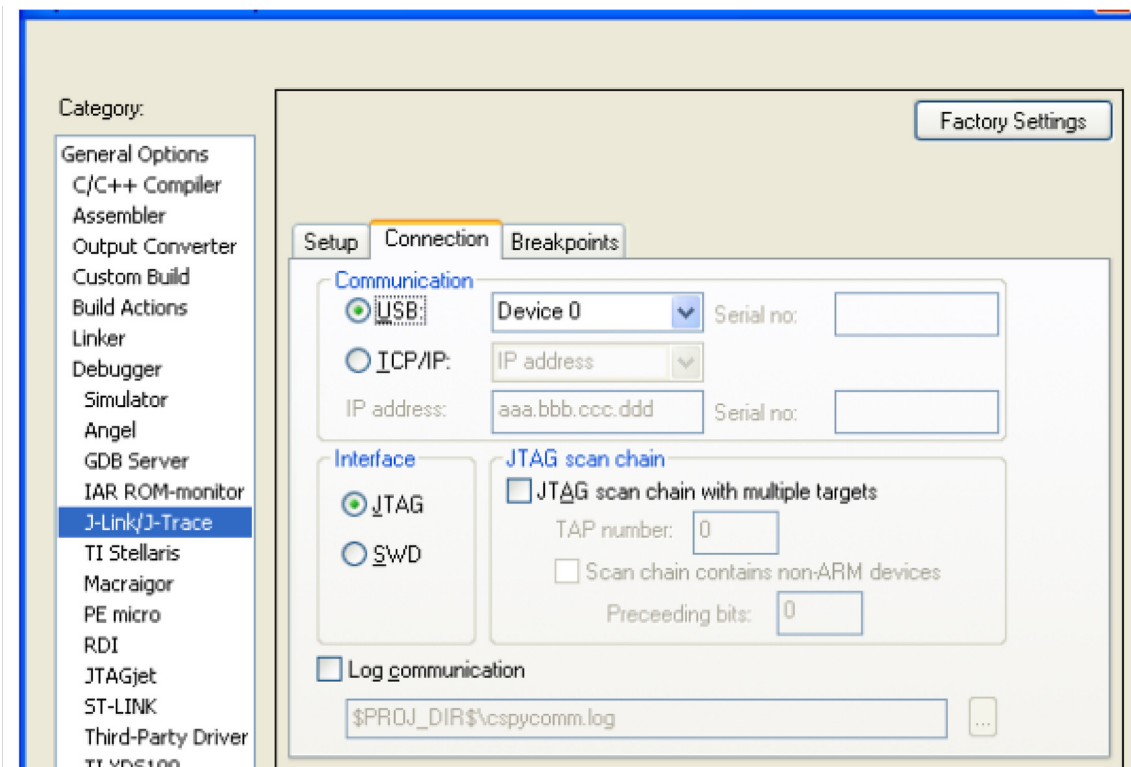 Category:
Factory Settings
General Options
C/C++ Compiler
Assembler
Output Converter
Custom Build
Build Actions
Linker
Debugger
Simulator
Angel
GDB Server
IAR ROM-monitor
J-Link/J-Trace
TI Stellaris
Macraigor
PE micro
RDI
JTAGjet
ST-LINK
Third-Party Driver
TI XDS100
Setup Connection Breakpoints
Communication
USB: Device 0 Serial no:
TCP/IP: IP address
IP address: aaa.bbb.ccc.ddd Serial no:
Interface
JTAG
SWD
JTAG scan chain
JTAG scan chain with multiple targets
TAP number: 0
Scan chain contains non-ARM devices
Preceeding bits: 0
Log communication
$PROJ_DIR$\cspycomm.log ...